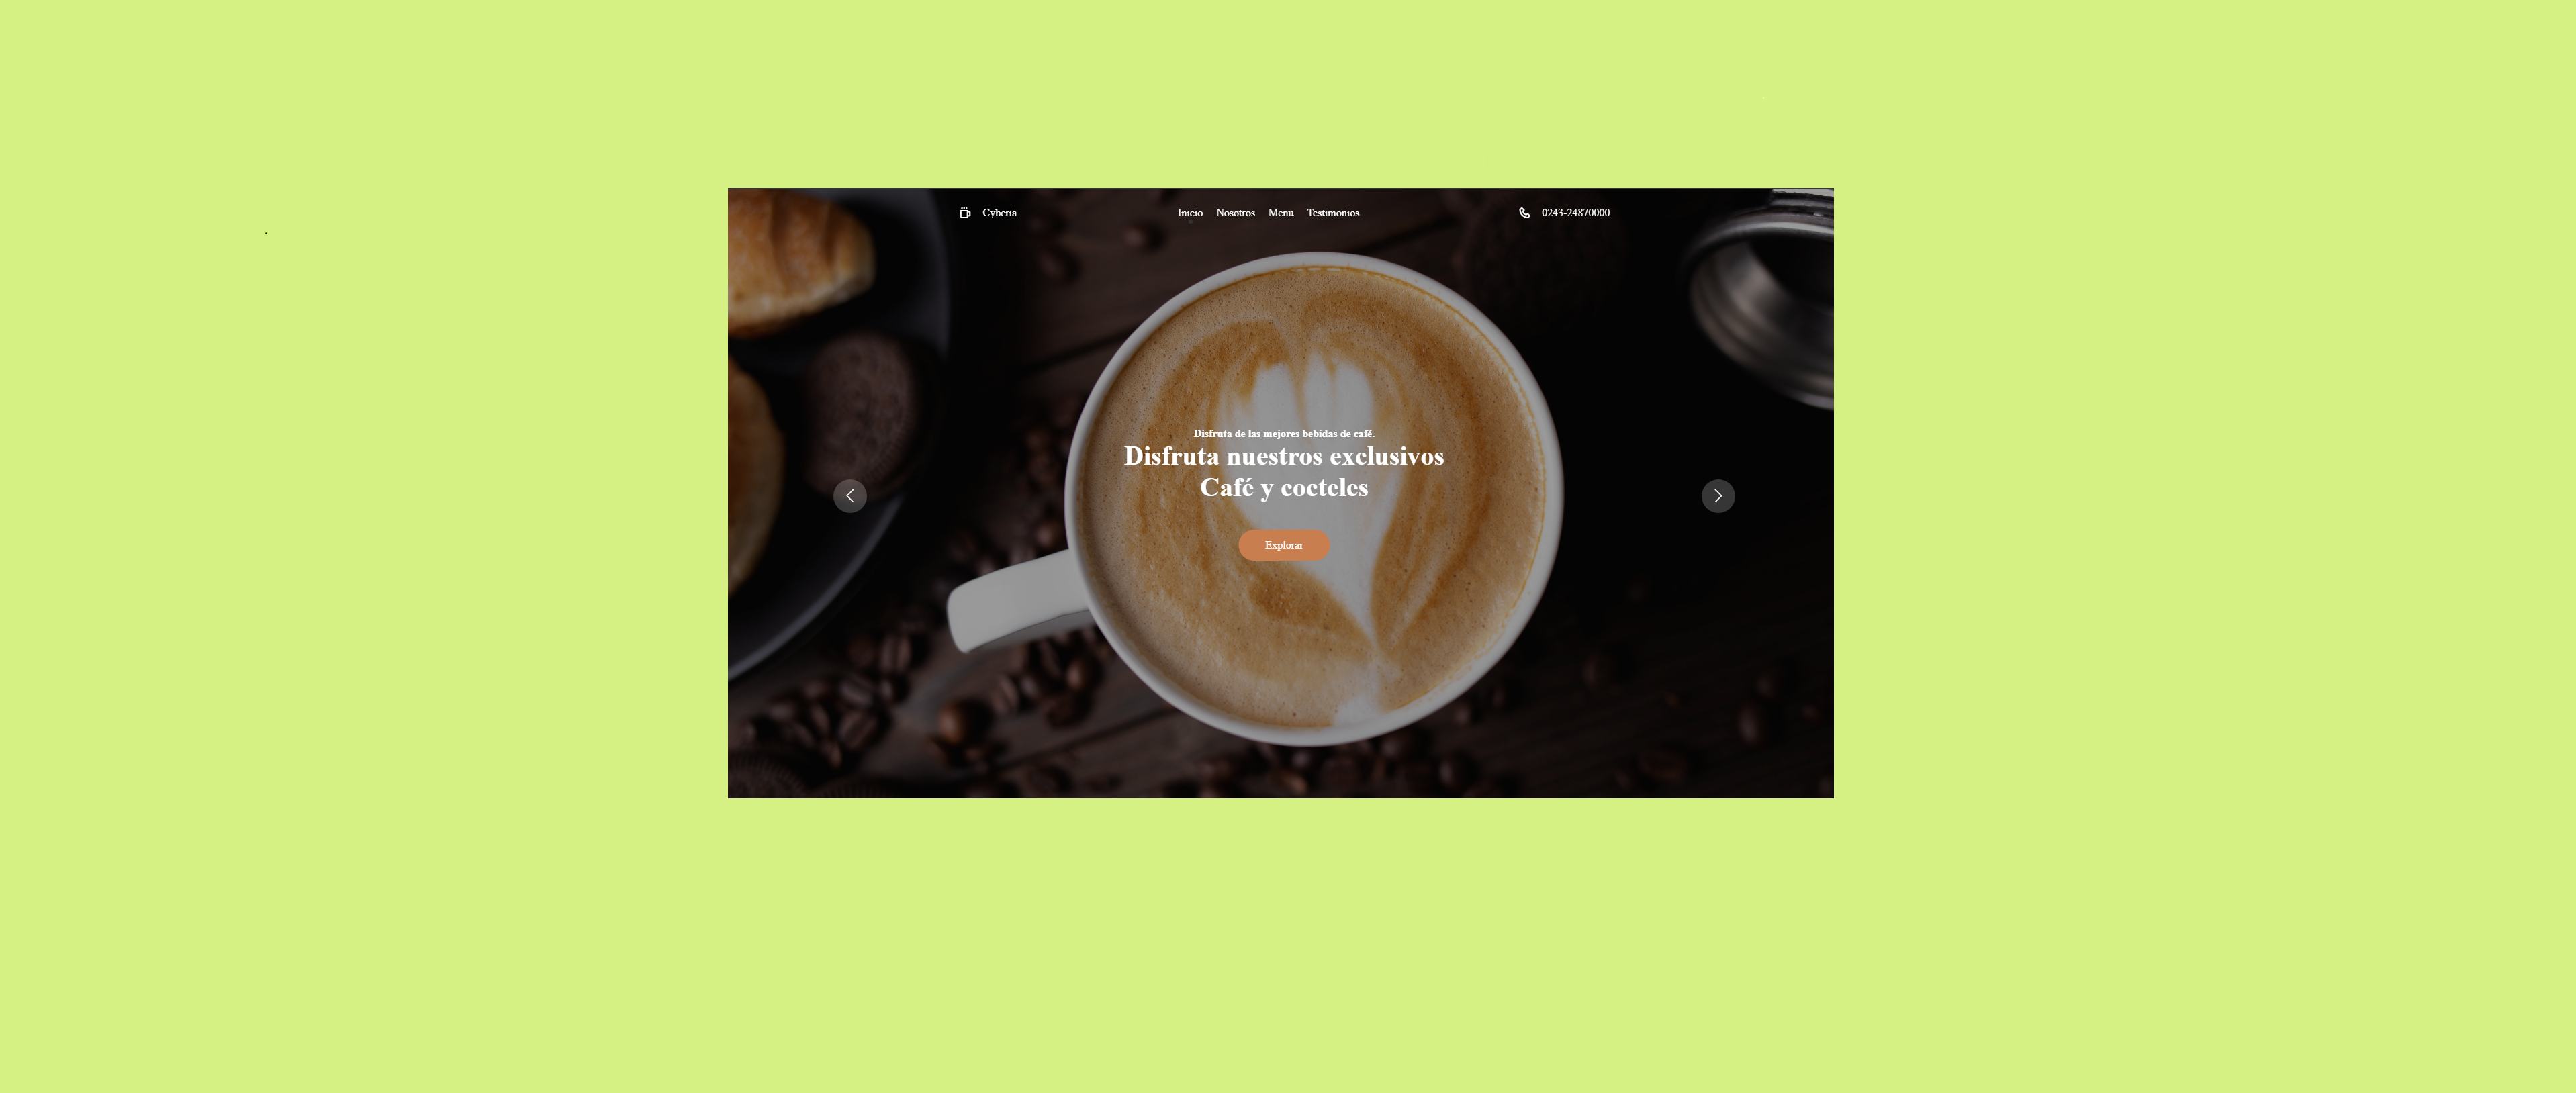 Cyberia.
Inicio Nosotros Menu Testimonios
0243-24870000
Disfruta de las mejores bebidas de café.
Disfruta nuestros exclusivos
Café y cocteles
Explorar